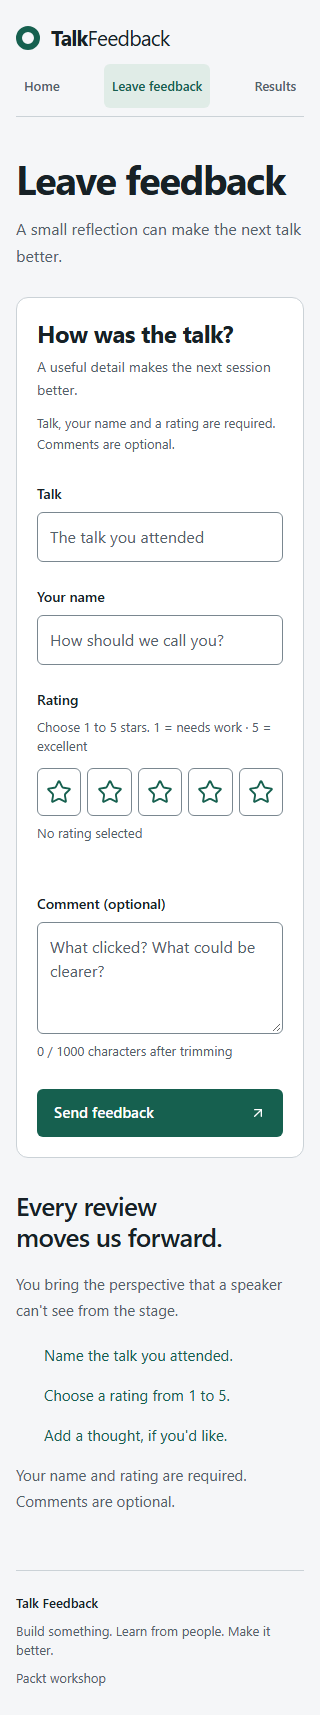 TalkFeedback
Home Leave feedback Results
Leave feedback
A small reflection can make the next talk
better.
How was the talk?
A useful detail makes the next session
better.
Talk, your name and a rating are required.
Comments are optional.
Talk
The talk you attended
Your name
How should we call you?
Rating
Choose 1 to 5 stars. 1 = needs work · 5 =
excellent
No rating selected
Comment (optional)
What clicked? What could be
clearer?
0 / 1000 characters after trimming
Send feedback
Every review
moves us forward.
You bring the perspective that a speaker
can't see from the stage.
Name the talk you attended.
Choose a rating from 1 to 5.
Add a thought, if you'd like.
Your name and rating are required.
Comments are optional.
Talk Feedback
Build something. Learn from people. Make it
better.
Packt workshop